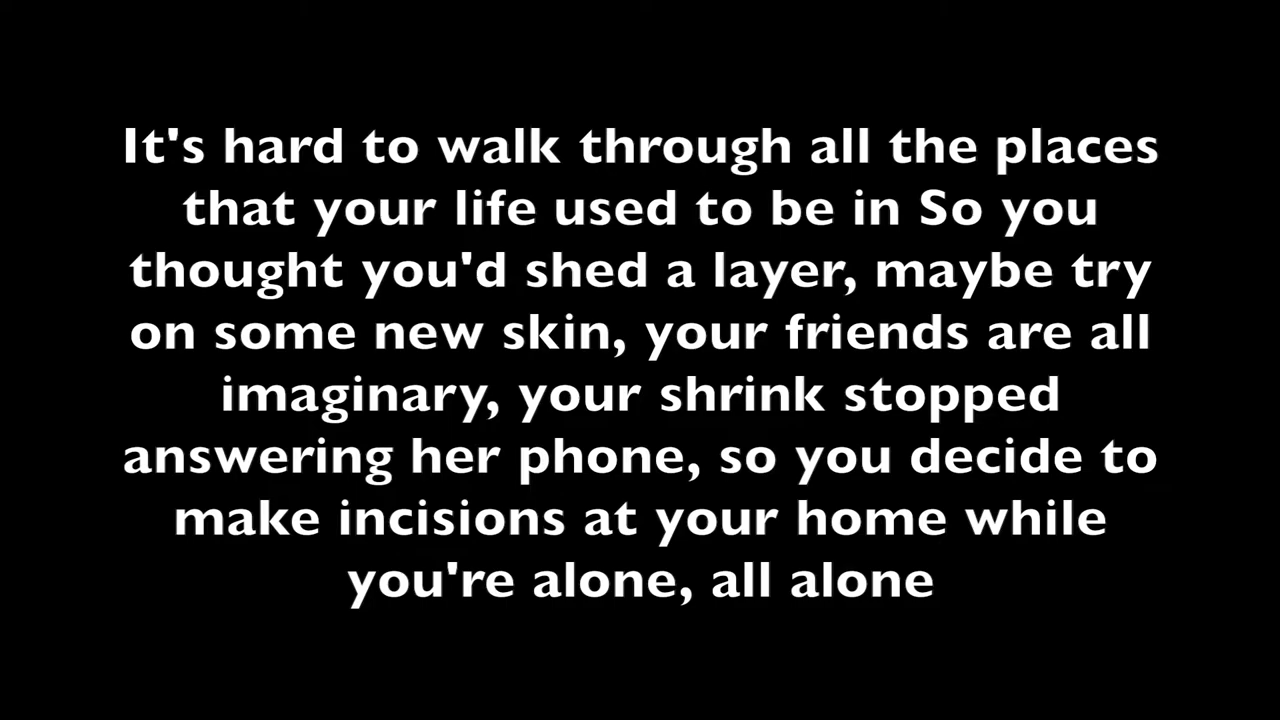 It's hard to walk through all the places
that your life used to be in So you
thought you'd shed a layer, maybe try
on some new skin, your friends are all
imaginary, your shrink stopped
answering her phone, so you decide to
make incisions at your home while
you're alone, all alone